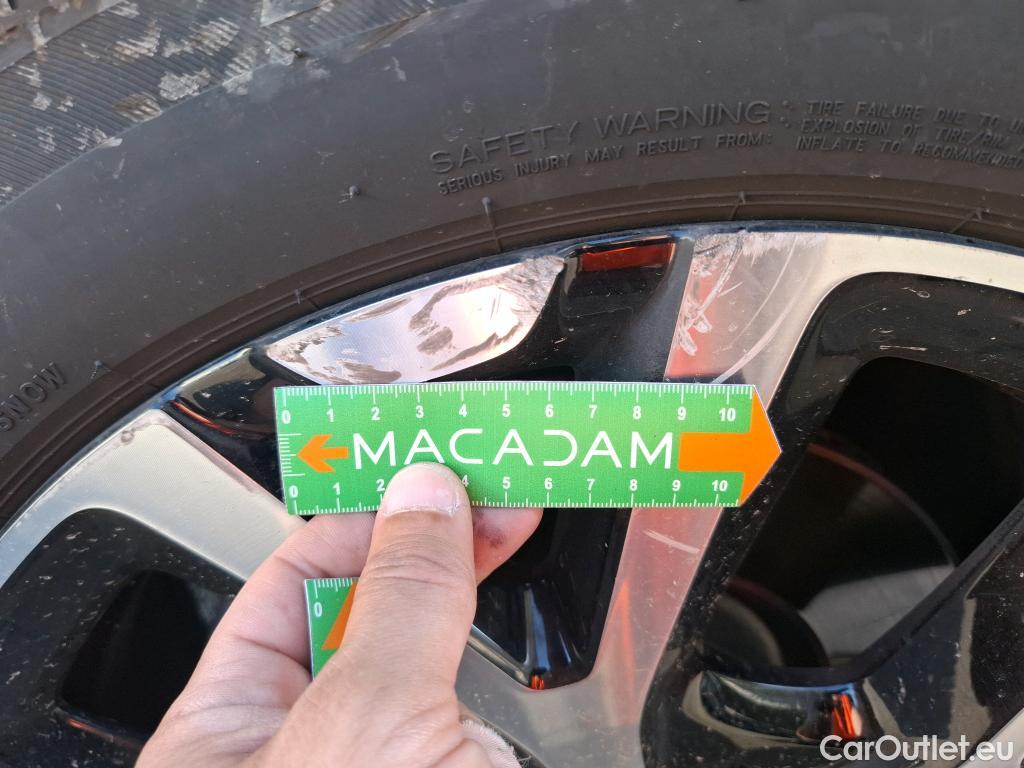 SAFETY WARNING
SERIOUS INJURY MAY RESULT FROM:
TIRE FAILURE DUE TO
EXPLOSION OF TIRE/RIM
INFLATE TO RECOMMENDED
SNOW
0 1 2 3 4 5 6 7 8 9 10
MACADAM
0 1 2 4 5 6 7 8 9 10
0
CarOutlet.eu